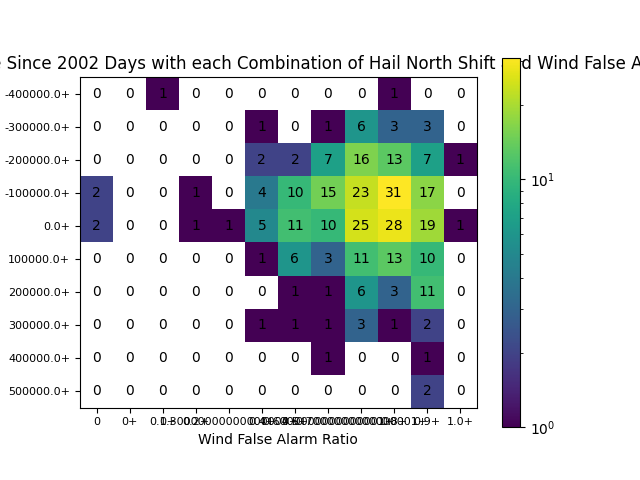 Since 2002 Days with each Combination of Hail North Shift nd Wind False A
-400000.0+ 0 0 1 0 0 0 0 0 0 1 0 0
-300000.0+ 0 0 0 0 0 1 0 1 6 3 3 0
-200000.0+ 0 0 0 0 0 2 2 7 16 13 7 1
-100000.0+ 2 0 0 1 0 4 10 15 23 31 17 0
0.0+ 2 0 0 1 1 5 11 10 25 28 19 1
100000.0+ 0 0 0 0 0 1 6 3 11 13 10 0
200000.0+ 0 0 0 0 0 0 1 1 6 3 11 0
300000.0+ 0 0 0 0 0 1 1 1 3 1 2 0
400000.0+ 0 0 0 0 0 0 0 1 0 0 1 0
500000.0+ 0 0 0 0 0 0 0 0 0 0 2 0
0 0+ 1.0+
Wind False Alarm Ratio
10¹
10⁰